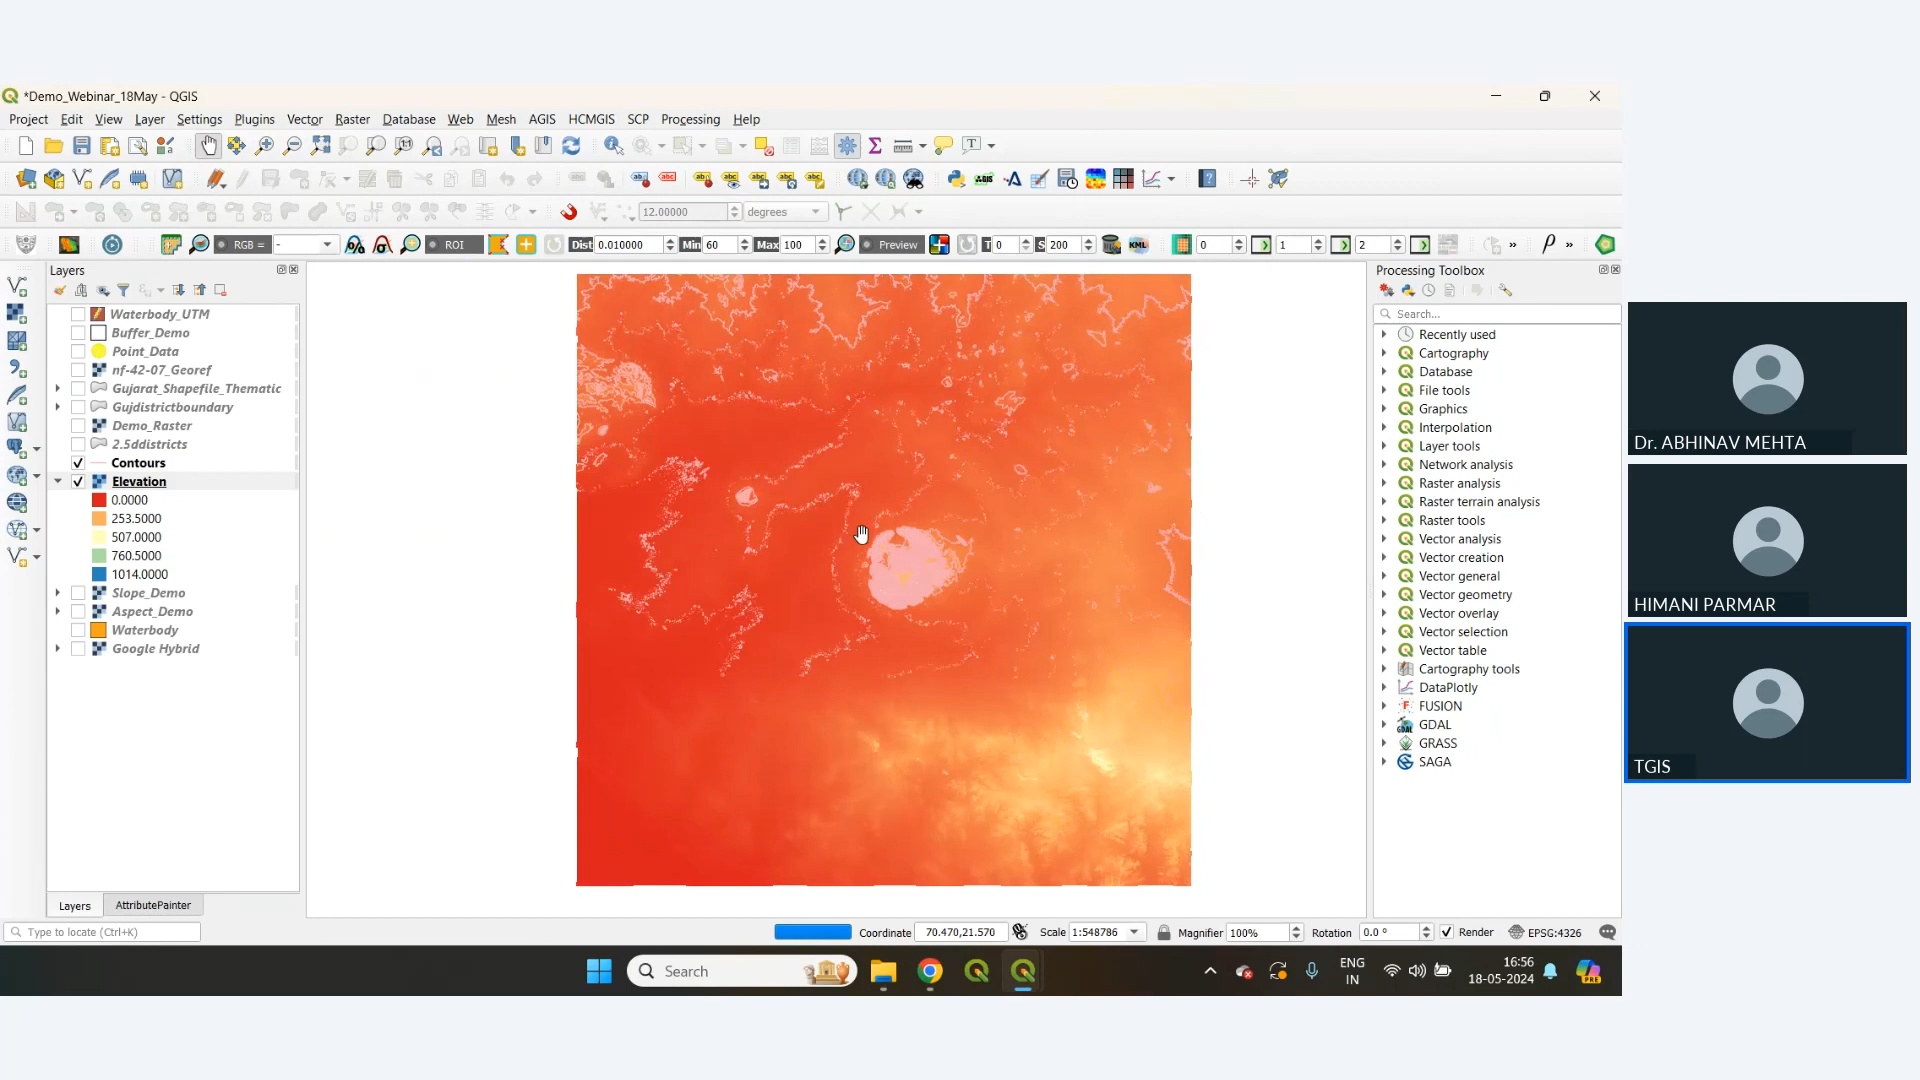 *Demo_Webinar_18May - QGIS
Project Edit View Layer Settings Plugins Vector Raster Database Web Mesh AGIS HCMGIS SCP Processing Help
12.00000 degrees
RGB = - ROI Dist 0.010000 Min 60 Max 100 Preview T 0 S 200 KML 0 1 2 »  »
Layers
Waterbody_UTM
Buffer_Demo
Point_Data
nf-42-07_Georef
Gujarat_Shapefile_Thematic
Gujdistrictboundary
Demo_Raster
2.5ddistricts
Contours
Elevation
0.0000
253.5000
507.0000
760.5000
1014.0000
Slope_Demo
Aspect_Demo
Waterbody
Google Hybrid
Layers AttributePainter
Processing Toolbox
Search...
Recently used
Cartography
Database
File tools
Graphics
Interpolation
Layer tools
Network analysis
Raster analysis
Raster terrain analysis
Raster tools
Vector analysis
Vector creation
Vector general
Vector geometry
Vector overlay
Vector selection
Vector table
Cartography tools
DataPlotly
FUSION
GDAL
GRASS
SAGA
Type to locate (Ctrl+K) Coordinate 70.470,21.570 Scale 1:548786 Magnifier 100% Rotation 0.0 ° Render EPSG:4326
Search
ENG
IN
16:56
18-05-2024
Dr. ABHINAV MEHTA
HIMANI PARMAR
TGIS